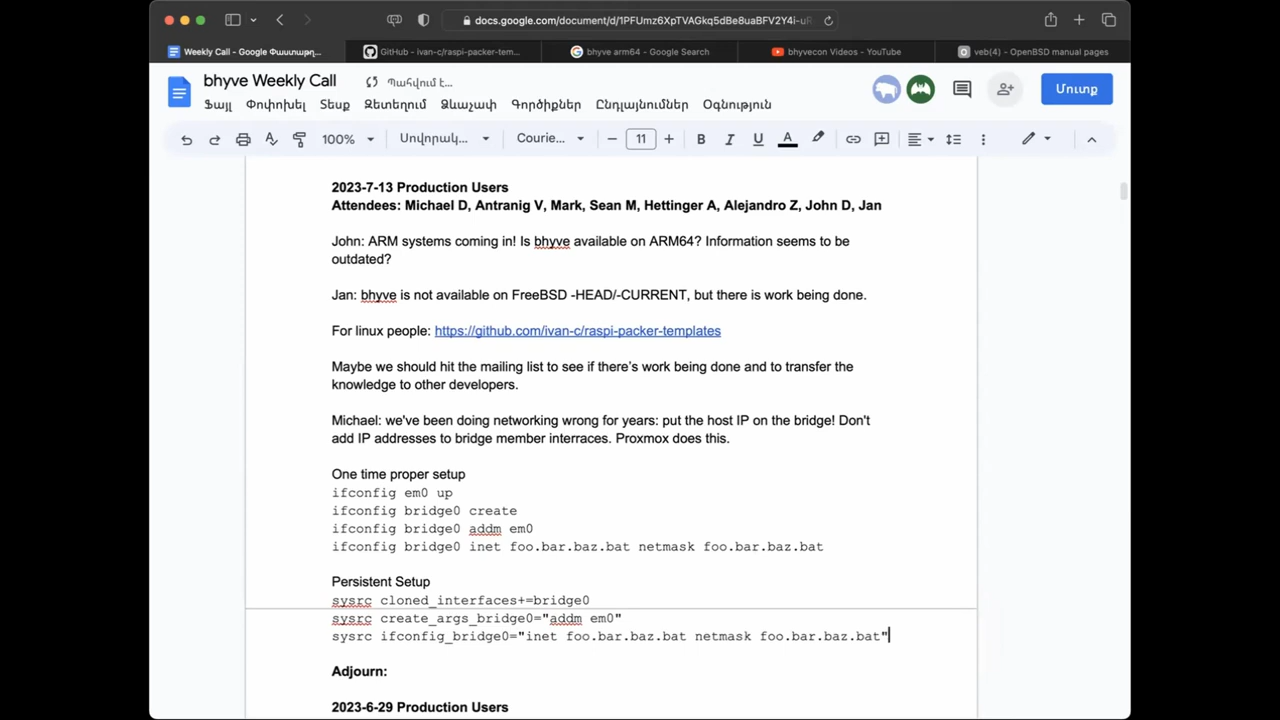 docs.google.com/document/d/1PFUmz6XpTVAGkq5dBe8uaBFV2Y4i-uR
Weekly Call - Google Փաստաթղ...
GitHub - ivan-c/raspi-packer-tem...
bhyve arm64 - Google Search
bhyvecon Videos - YouTube
veb(4) - OpenBSD manual pages
bhyve Weekly Call
Պահվում է...
Ֆայլ Փոփոխել Տեսք Զետեղում Ձևաչափ Գործիքներ Ընդլայնումներ Օգնություն
Մուտք
100% Սովորակ... Courie... 11 B I U A
2023-7-13 Production Users
Attendees: Michael D, Antranig V, Mark, Sean M, Hettinger A, Alejandro Z, John D, Jan
John: ARM systems coming in! Is bhyve available on ARM64? Information seems to be
outdated?
Jan: bhyve is not available on FreeBSD -HEAD/-CURRENT, but there is work being done.
For linux people: https://github.com/ivan-c/raspi-packer-templates
Maybe we should hit the mailing list to see if there's work being done and to transfer the
knowledge to other developers.
Michael: we've been doing networking wrong for years: put the host IP on the bridge! Don't
add IP addresses to bridge member interraces. Proxmox does this.
One time proper setup
ifconfig em0 up
ifconfig bridge0 create
ifconfig bridge0 addm em0
ifconfig bridge0 inet foo.bar.baz.bat netmask foo.bar.baz.bat
Persistent Setup
sysrc cloned_interfaces+=bridge0
sysrc create_args_bridge0="addm em0"
sysrc ifconfig_bridge0="inet foo.bar.baz.bat netmask foo.bar.baz.bat"
Adjourn:
2023-6-29 Production Users